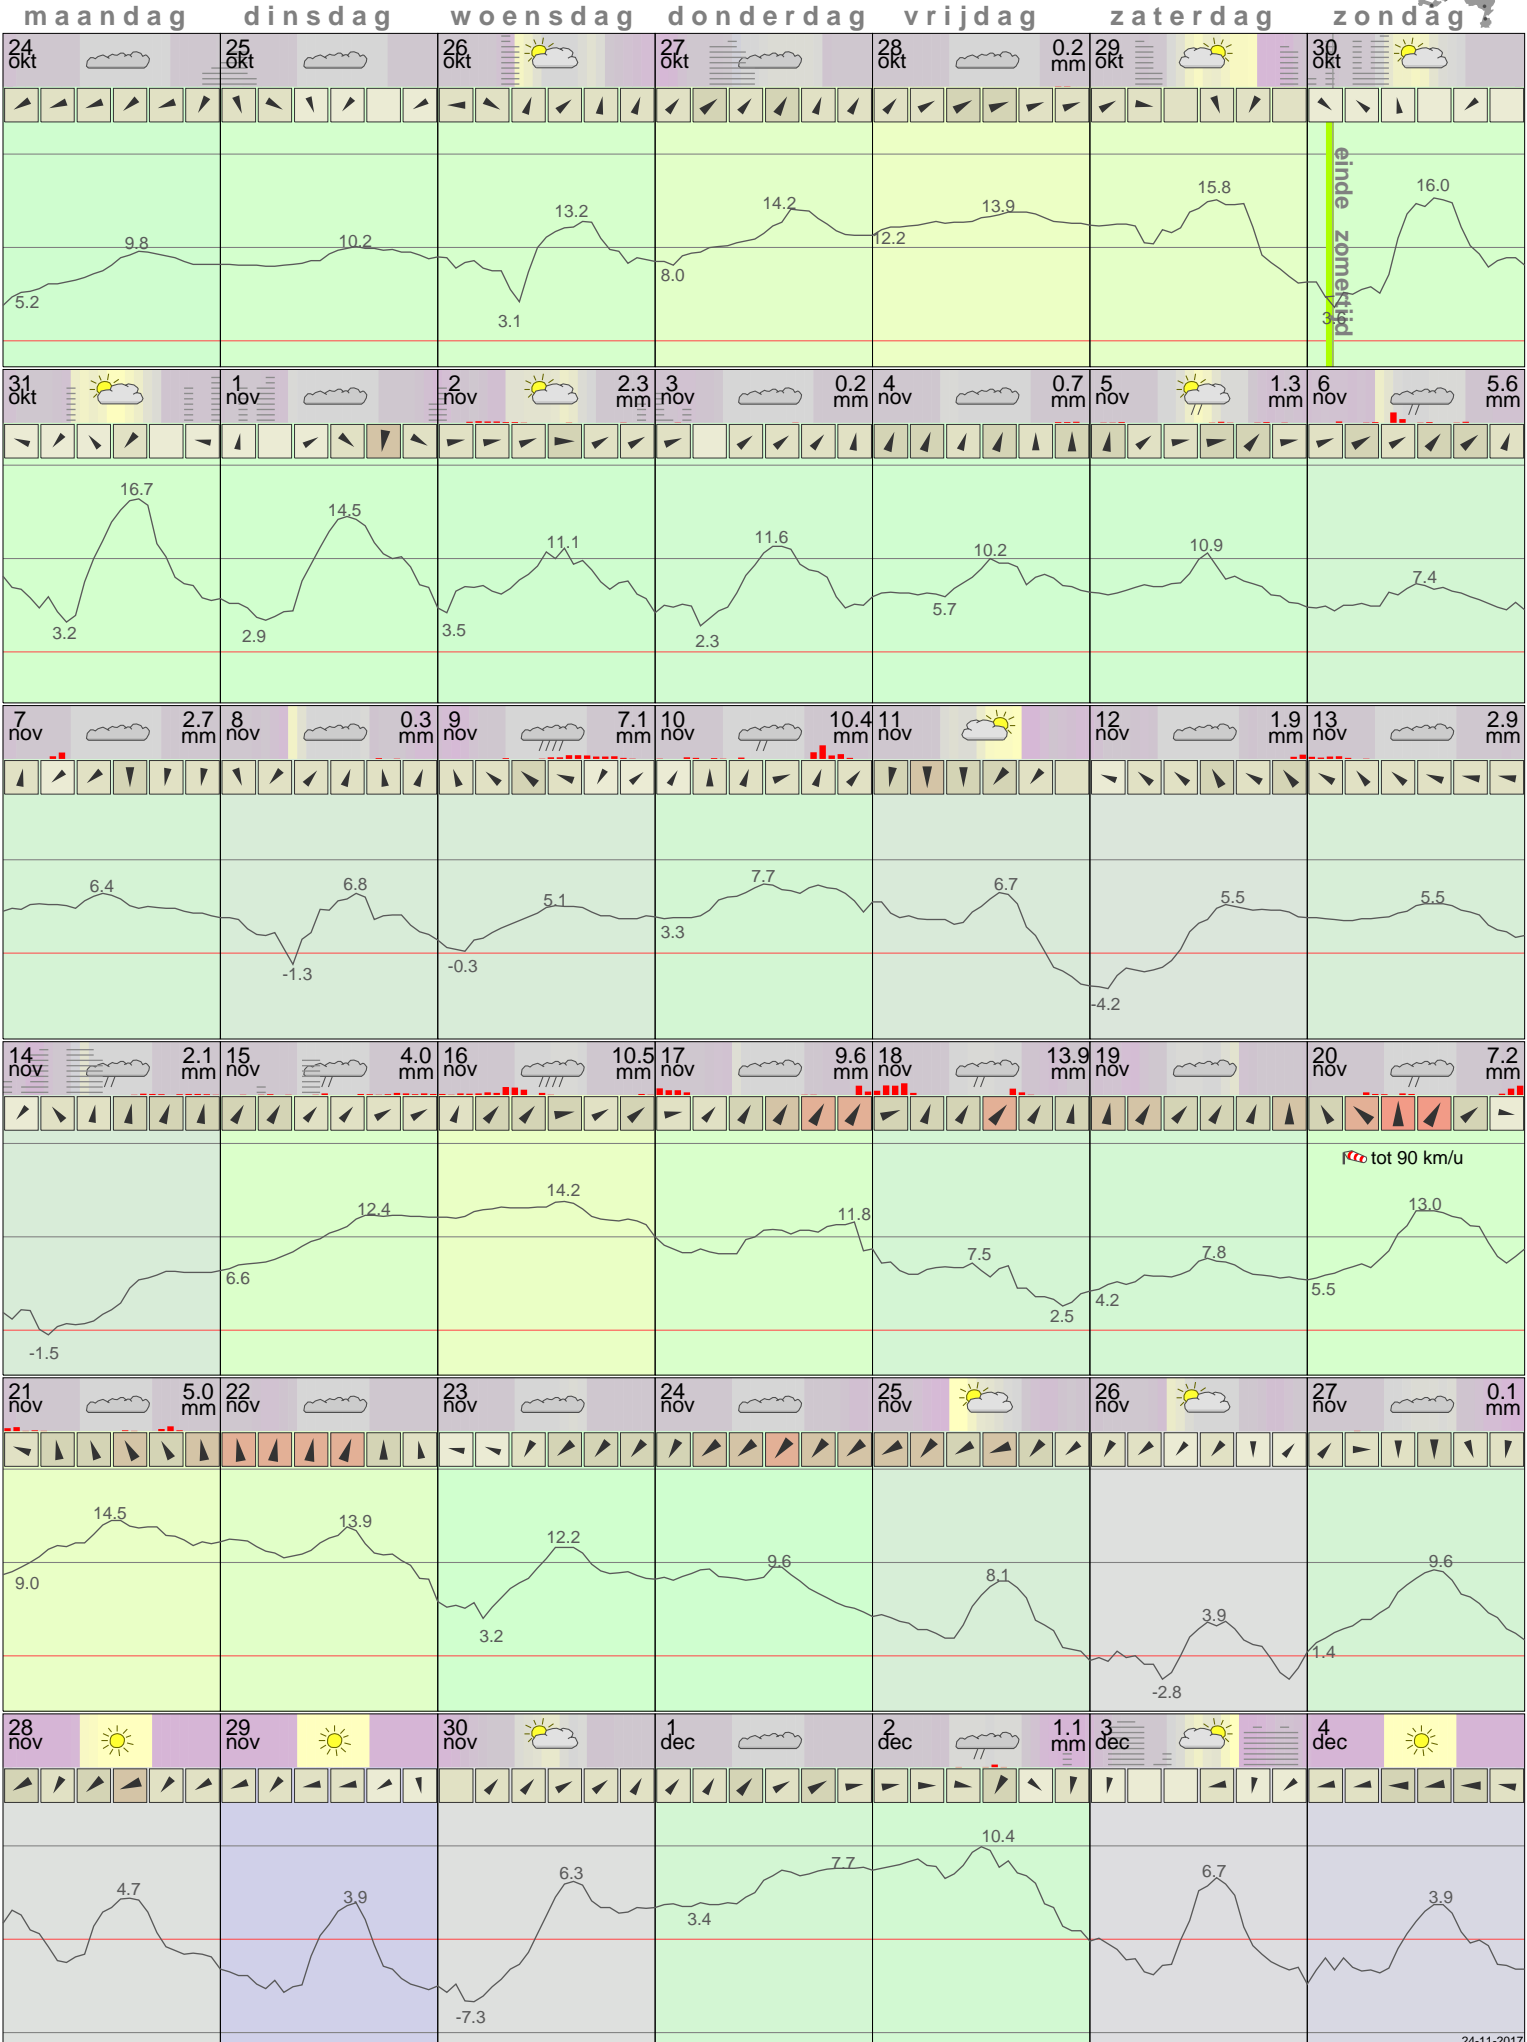 maandag dinsdag woensdag donderdag vrijdag zaterdag zondag
24 okt 25 okt 26 okt 27 okt 28 okt 0.2 mm 29 okt 30 okt
9.8 5.2 10.2 13.2 3.1 14.2 8.0 13.9 12.2 15.8 16.0 einde zomertijd
31 okt 1 nov 2 nov 2.3 mm 3 nov 0.2 mm 4 nov 0.7 mm 5 nov 1.3 mm 6 nov 5.6 mm
16.7 3.2 14.5 2.9 11.1 3.5 11.6 2.3 10.2 5.7 10.9 7.4
7 nov 2.7 mm 8 nov 0.3 mm 9 nov 7.1 mm 10 nov 10.4 11 nov 12 nov 1.9 mm 13 nov 2.9 mm
6.4 6.8 -1.3 5.1 -0.3 7.7 3.3 6.7 5.5 -4.2 5.5
14 nov 2.1 mm 15 nov 4.0 mm 16 nov 10.5 mm 17 nov 9.6 mm 18 nov 13.9 mm 19 nov 20 nov 7.2 mm
tot 90 km/u
-1.5 12.4 6.6 14.2 11.8 7.5 2.5 7.8 4.2 13.0 5.5
21 nov 5.0 mm 22 nov 23 nov 24 nov 25 nov 26 nov 27 nov 0.1 mm
14.5 9.0 13.9 12.2 3.2 9.6 8.1 3.9 -2.8 9.6 1.4
28 nov 29 nov 30 nov 1 dec 2 dec 1.1 mm 3 dec 4 dec
4.7 3.9 6.3 -7.3 7.7 3.4 10.4 6.7 3.9
24-11-2017